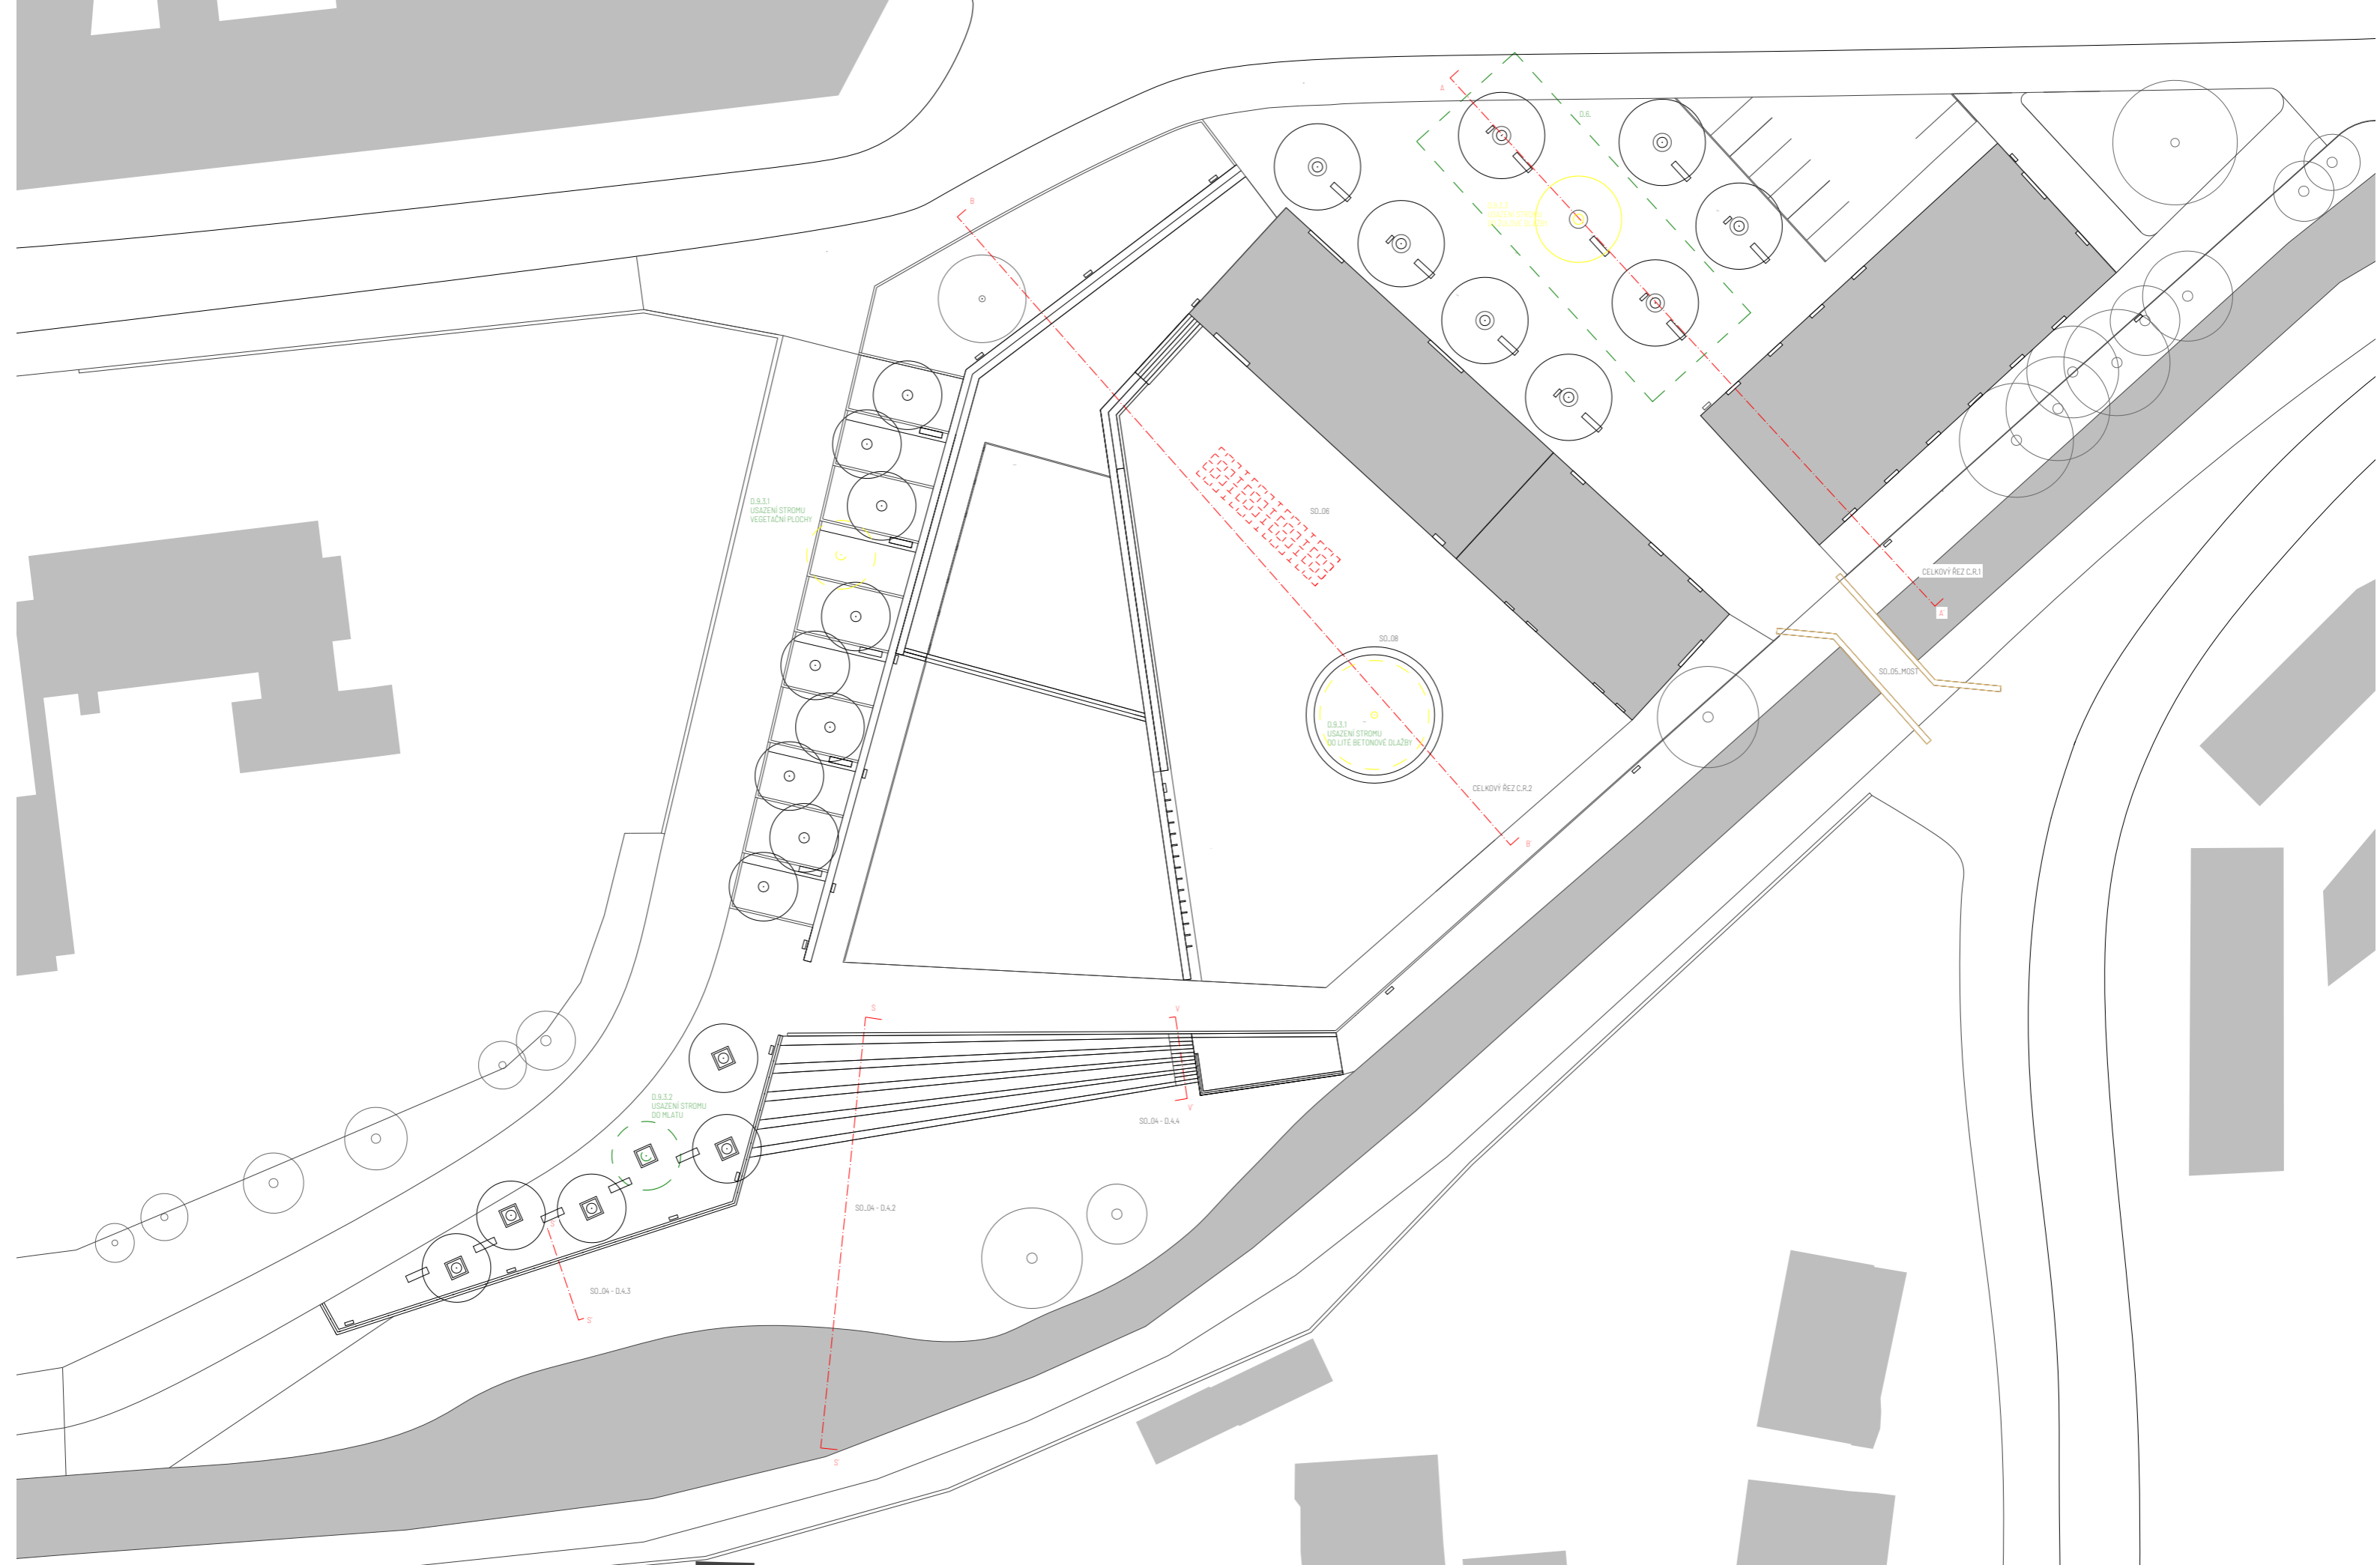 A
D.6.
B
D.9.3.1
USAZENÍ STROMU
VEGETAČNÍ PLOCHY
SO_06
CELKOVÝ ŘEZ C.R.1
A'
SO_08
SO_05_MOST
D.9.3.1
USAZENÍ STROMU
DO LITÉ BETONOVÉ DLAŽBY
CELKOVÝ ŘEZ C.R.2
B'
S
V
D.9.3.2
USAZENÍ STROMU
DO MLATU
V'
SO_04 - D.4.4
SO_04 - D.4.2
SO_04 - D.4.3
S'